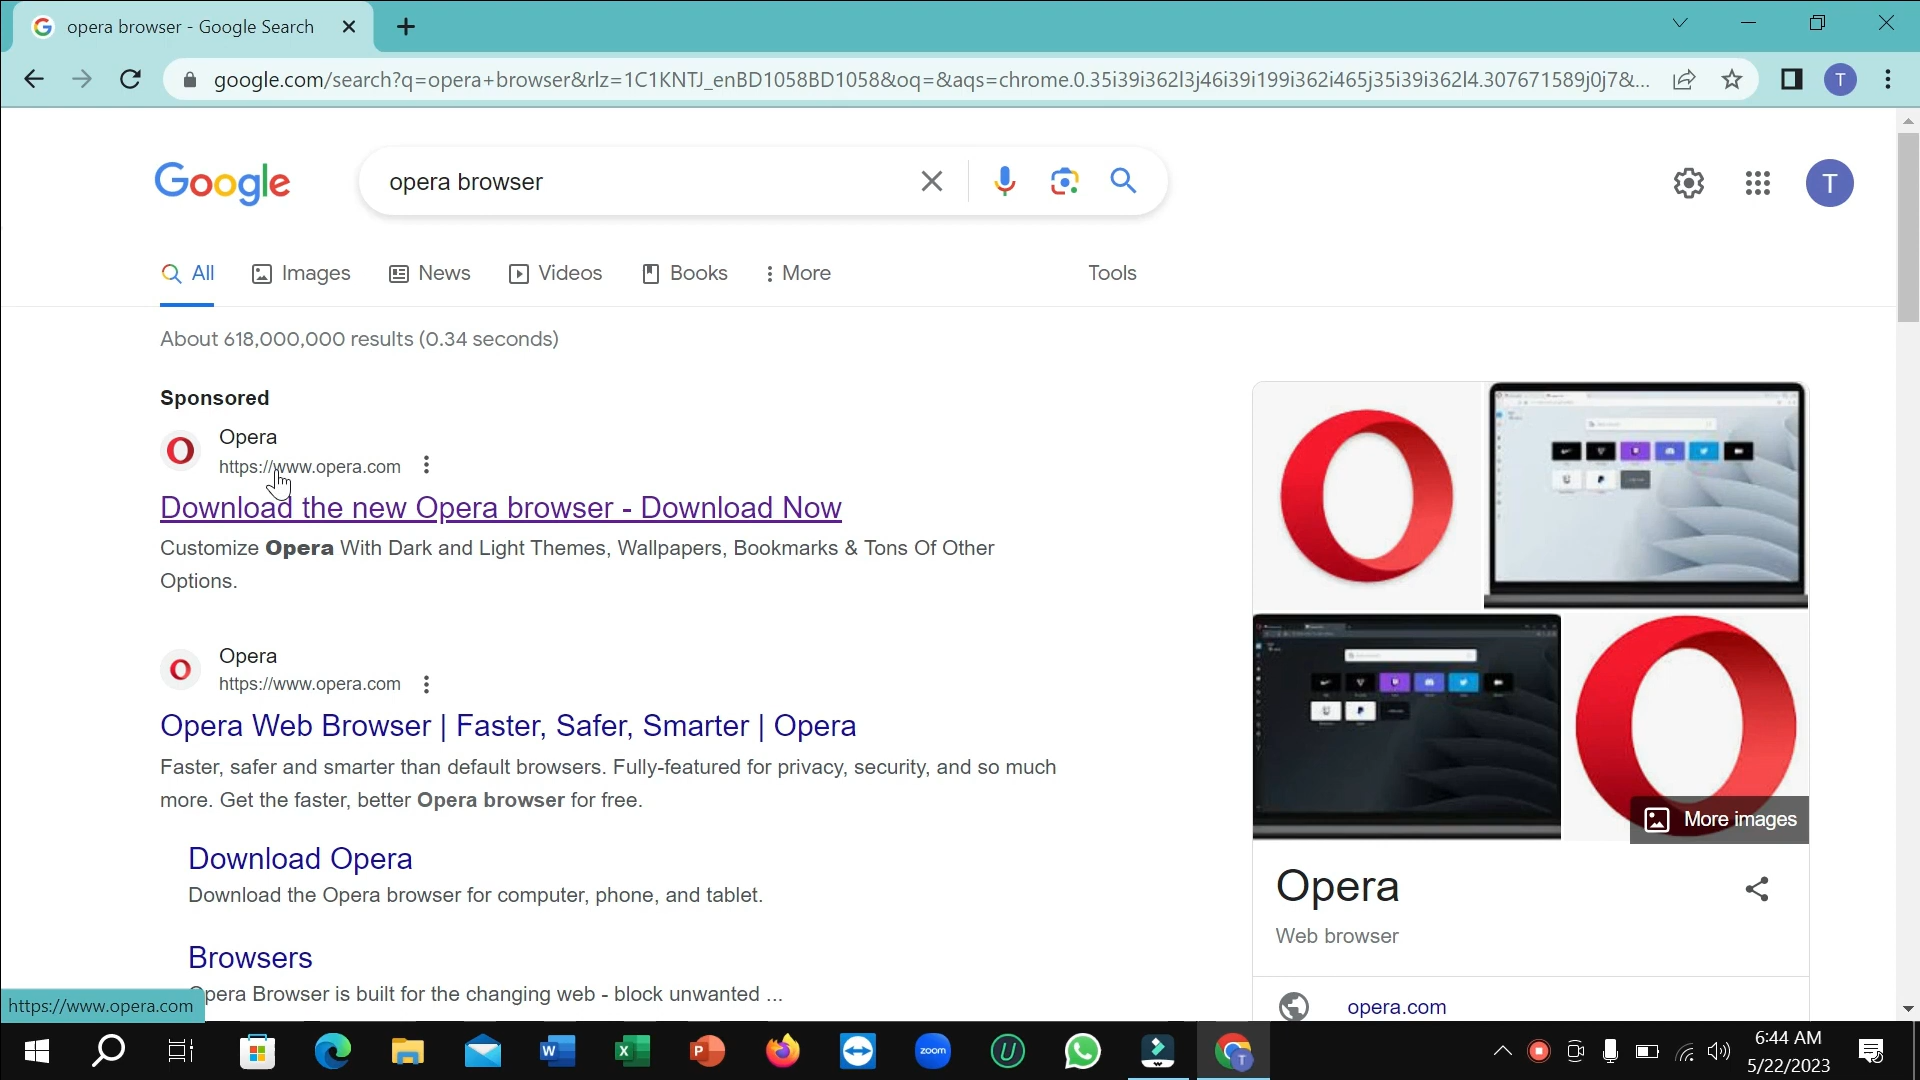 opera browser - Google Search
google.com/search?q=opera+browser&rlz=1C1KNTJ_enBD1058BD1058&oq=&aqs=chrome.0.35i39i362l3j46i39i199i362i465j35i39i362l4.307671589j0j7&...
T
Google
opera browser
T
All Images News Videos Books More Tools
About 618,000,000 results (0.34 seconds)
Sponsored
Opera
https://www.opera.com
Download the new Opera browser - Download Now
Customize Opera With Dark and Light Themes, Wallpapers, Bookmarks & Tons Of Other
Options.
Opera
https://www.opera.com
Opera Web Browser | Faster, Safer, Smarter | Opera
Faster, safer and smarter than default browsers. Fully-featured for privacy, security, and so much
more. Get the faster, better Opera browser for free.
Download Opera
Download the Opera browser for computer, phone, and tablet.
Browsers
Opera Browser is built for the changing web - block unwanted ...
More images
Opera
Web browser
opera.com
https://www.opera.com
W
X
P
zoom
U
T
6:44 AM
5/22/2023